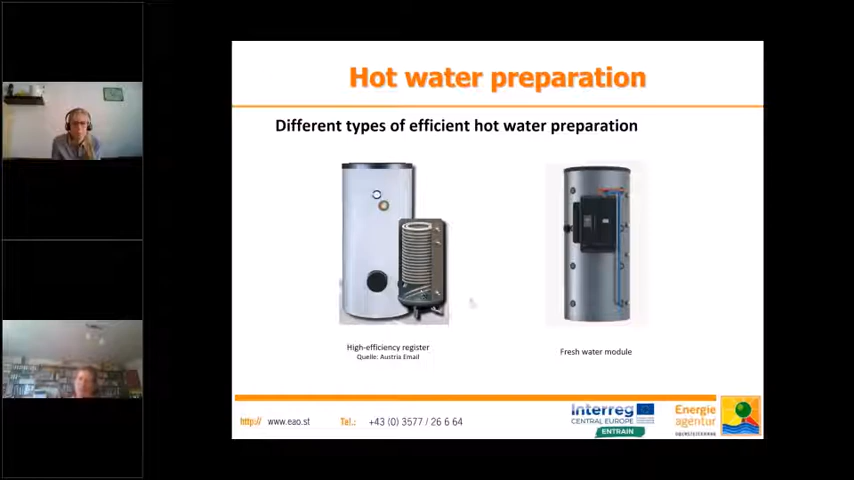 Hot water preparation
Different types of efficient hot water preparation
High-efficiency register
Quelle: Austria Email
Fresh water module
http:// www.eao.st Tel.: +43 (0) 3577 / 26 6 64
Interreg
CENTRAL EUROPE
ENTRAIN
Energie
agentur